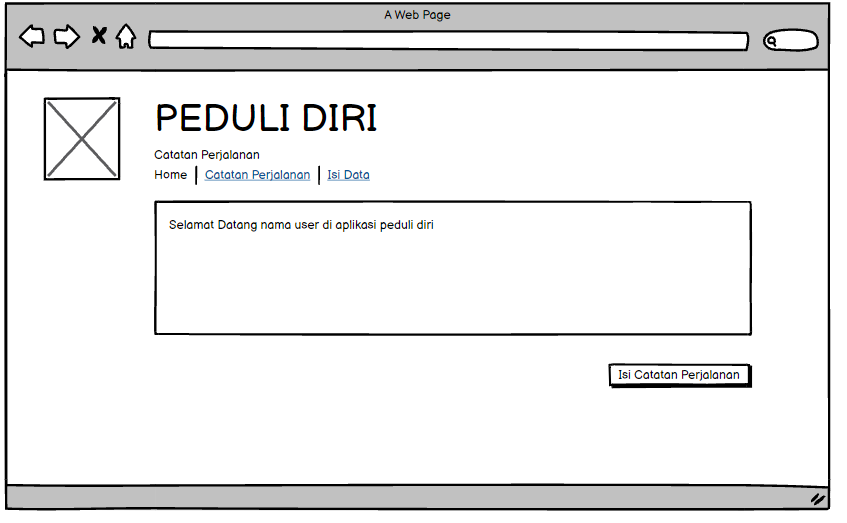 A Web Page
PEDULI DIRI
Catatan Perjalanan
Home | Catatan Perjalanan | Isi Data
Selamat Datang nama user di aplikasi peduli diri
Isi Catatan Perjalanan